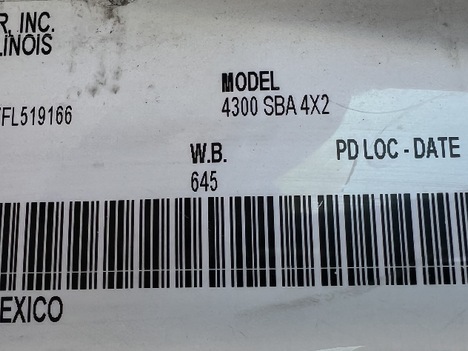 R, INC.
LINOIS
MODEL
FL519166
4300 SBA 4X2
W.B.
PD LOC - DATE
645
EXICO